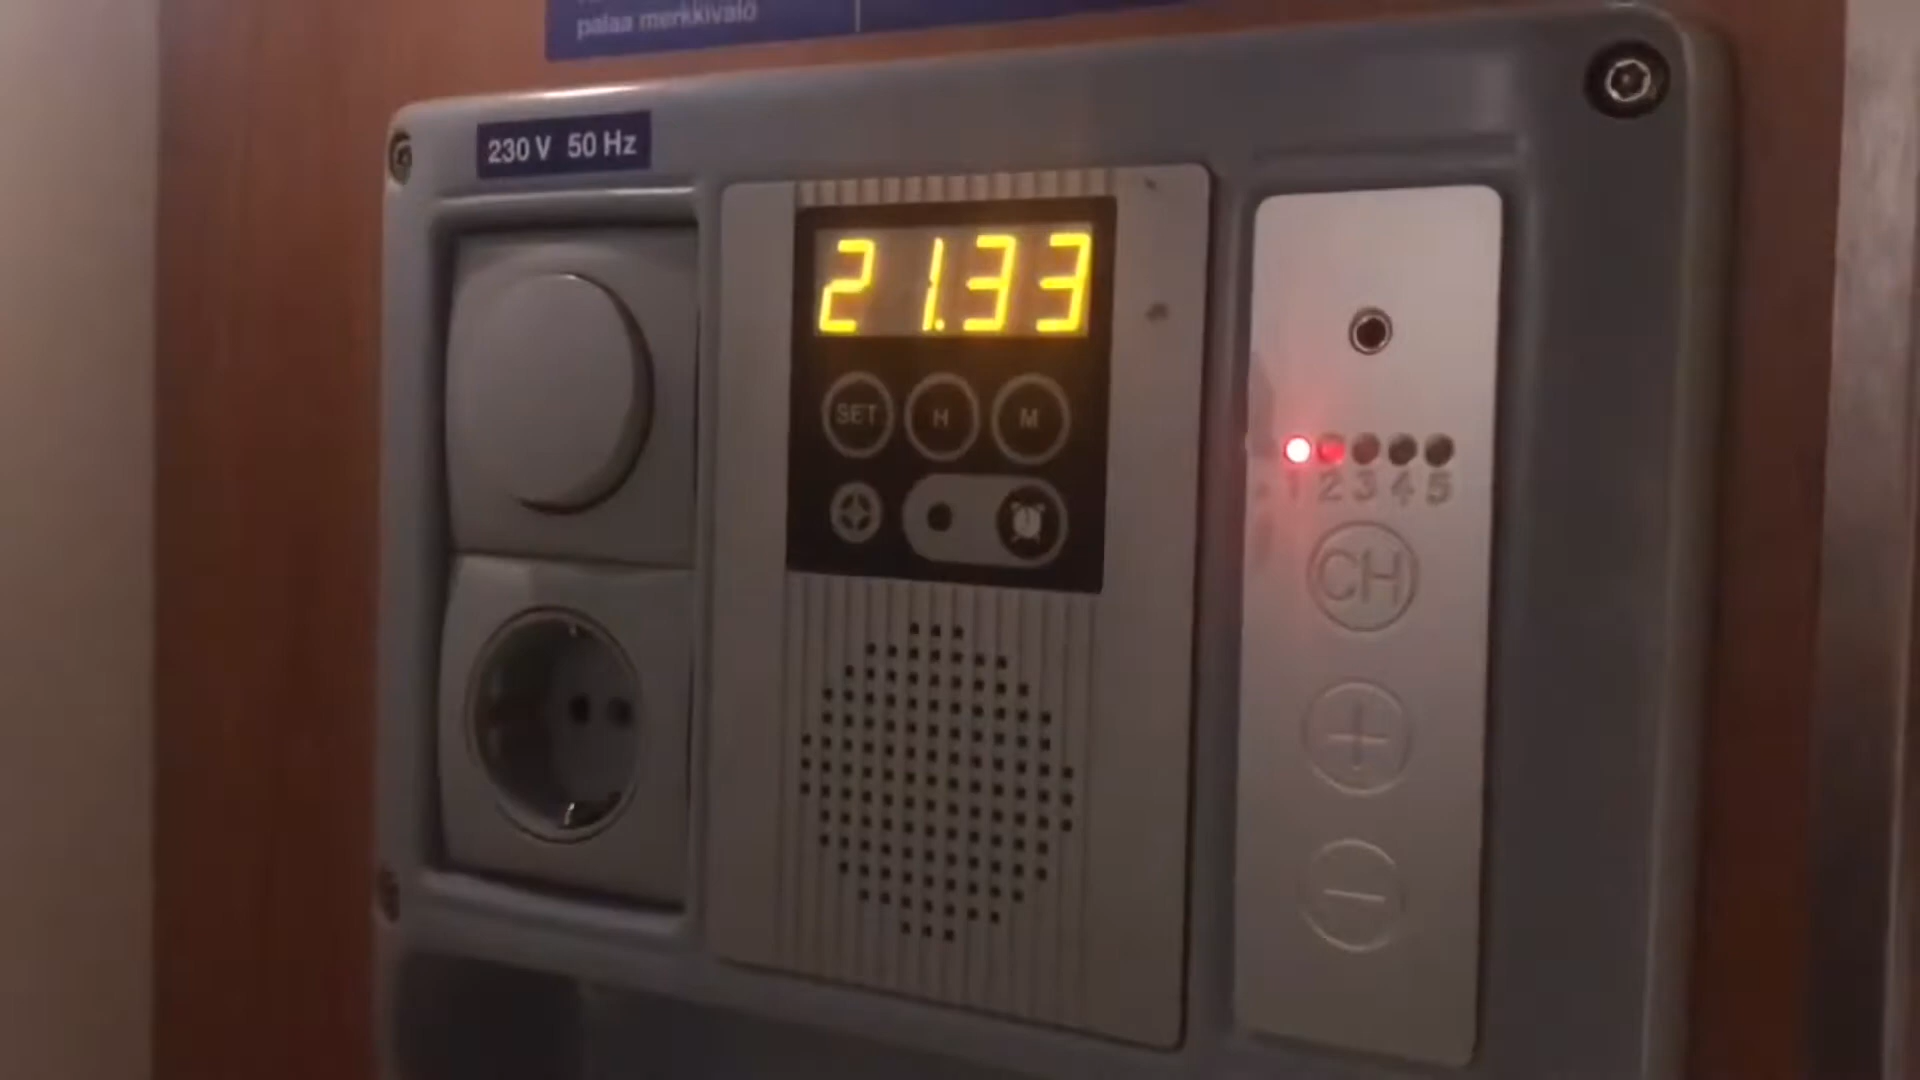 palaa merkkivalo
230 V 50 Hz
21.33
SET H M
1 2 3 4 5
CH
+
-